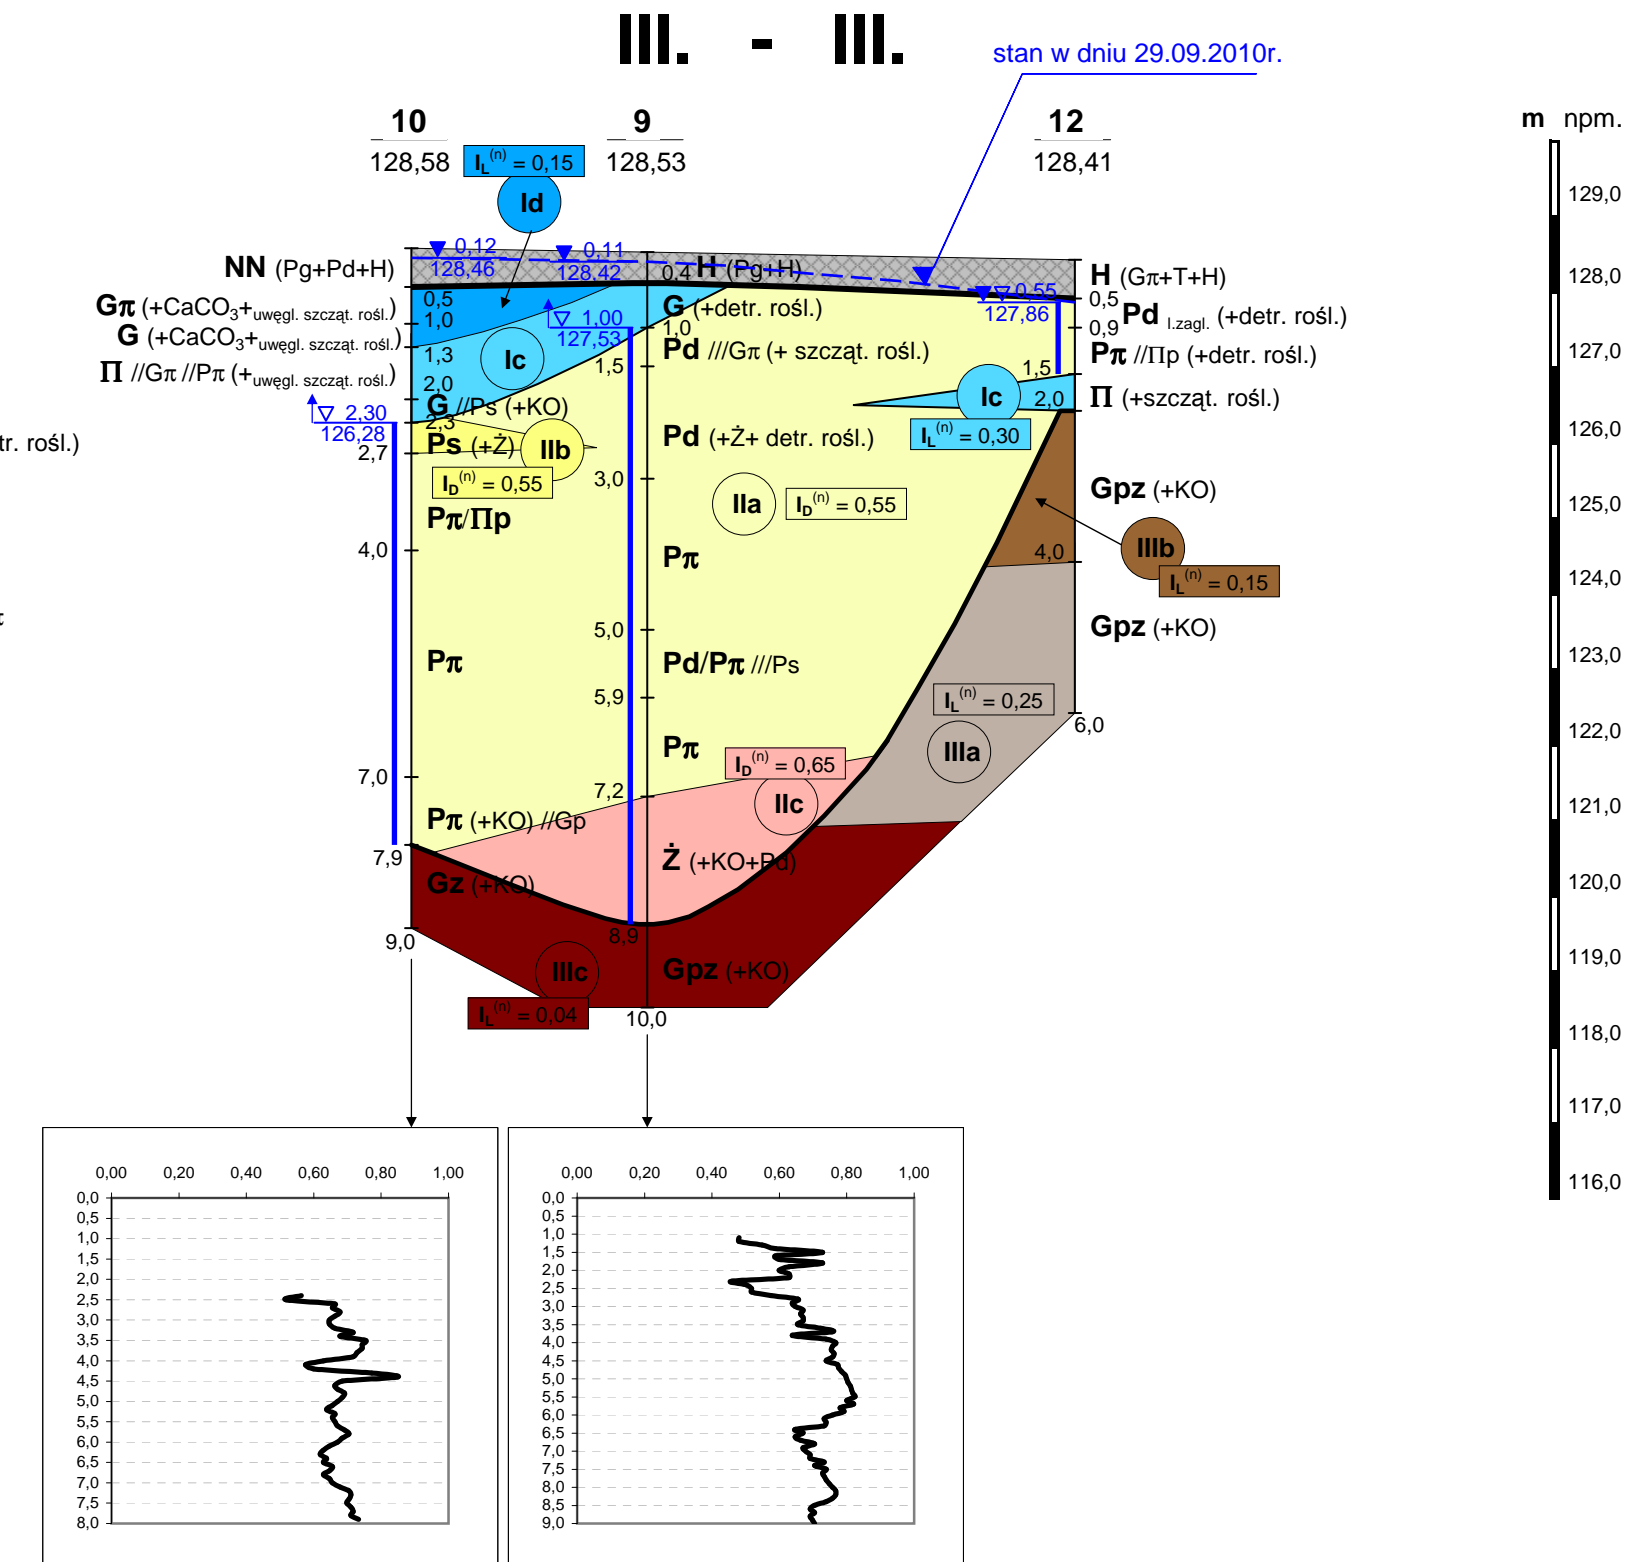 III. - III.
stan w dniu 29.09.2010r.
10
128,58
9
128,53
12
128,41
m npm.
I_L^(n) = 0,15
Id
0,12
128,46
0,11
128,42
NN (Pg+Pd+H)
0,4 H (Pg+H)
H (Gπ+T+H)
0,55
127,86
0,5
Gπ (+CaCO3+uwęgl. szcząt. rośl.)
0,5
G (+detr. rośl.)
Pd l.zagl. (+detr. rośl.)
1,0
1,00
127,53
1,0
0,9
G (+CaCO3+uwęgl. szcząt. rośl.)
Pd ///Gπ (+ szcząt. rośl.)
Pπ //Πp (+detr. rośl.)
1,3
Ic
1,5
1,5
Π //Gπ //Pπ (+uwęgl. szcząt. rośl.)
2,0
Ic
2,0
Π (+szcząt. rośl.)
G //Ps (+KO)
2,30
126,28
2,3
I_L^(n) = 0,30
tr. rośl.)
2,7
Ps (+Ż)
IIb
Pd (+Ż+ detr. rośl.)
I_D^(n) = 0,55
3,0
IIa
I_D^(n) = 0,55
Gpz (+KO)
Pπ/Πp
4,0
Pπ
4,0
IIIb
I_L^(n) = 0,15
π
5,0
Gpz (+KO)
Pπ
Pd/Pπ ///Ps
5,9
I_L^(n) = 0,25
6,0
Pπ
IIIa
I_D^(n) = 0,65
7,0
7,2
IIc
Pπ (+KO) //Gp
7,9
Ż (+KO+Pd)
Gz (+KO)
8,9
9,0
IIIc
Gpz (+KO)
I_L^(n) = 0,04
10,0
129,0
128,0
127,0
126,0
125,0
124,0
123,0
122,0
121,0
120,0
119,0
118,0
117,0
116,0
0,00 0,20 0,40 0,60 0,80 1,00
0,0
0,5
1,0
1,5
2,0
2,5
3,0
3,5
4,0
4,5
5,0
5,5
6,0
6,5
7,0
7,5
8,0
0,00 0,20 0,40 0,60 0,80 1,00
0,0
0,5
1,0
1,5
2,0
2,5
3,0
3,5
4,0
4,5
5,0
5,5
6,0
6,5
7,0
7,5
8,0
8,5
9,0